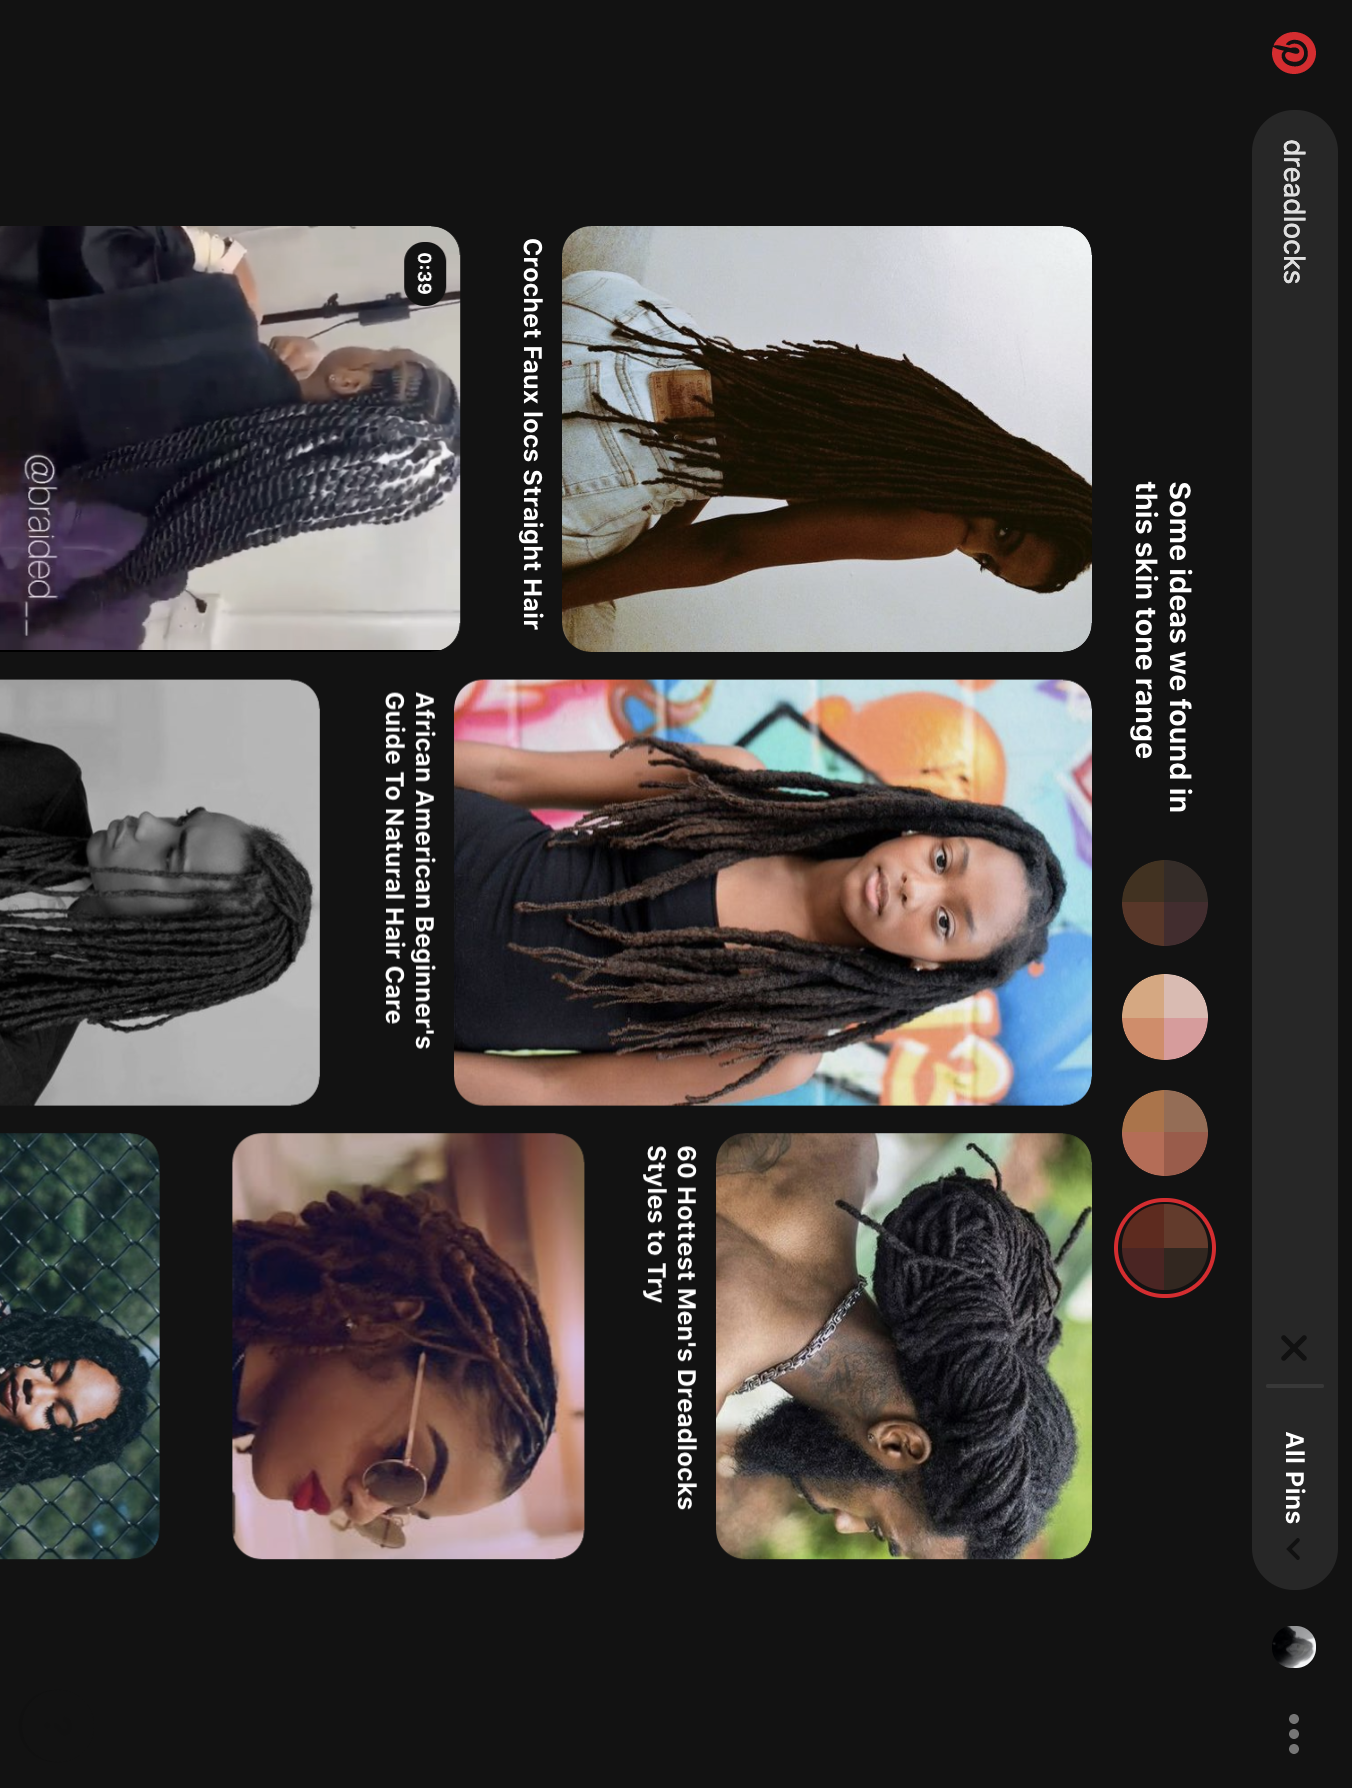 dreadlocks
All Pins
Some ideas we found in
this skin tone range
Crochet Faux locs Straight Hair
0:39
@braided__
African American Beginner's
Guide To Natural Hair Care
60 Hottest Men's Dreadlocks
Styles to Try